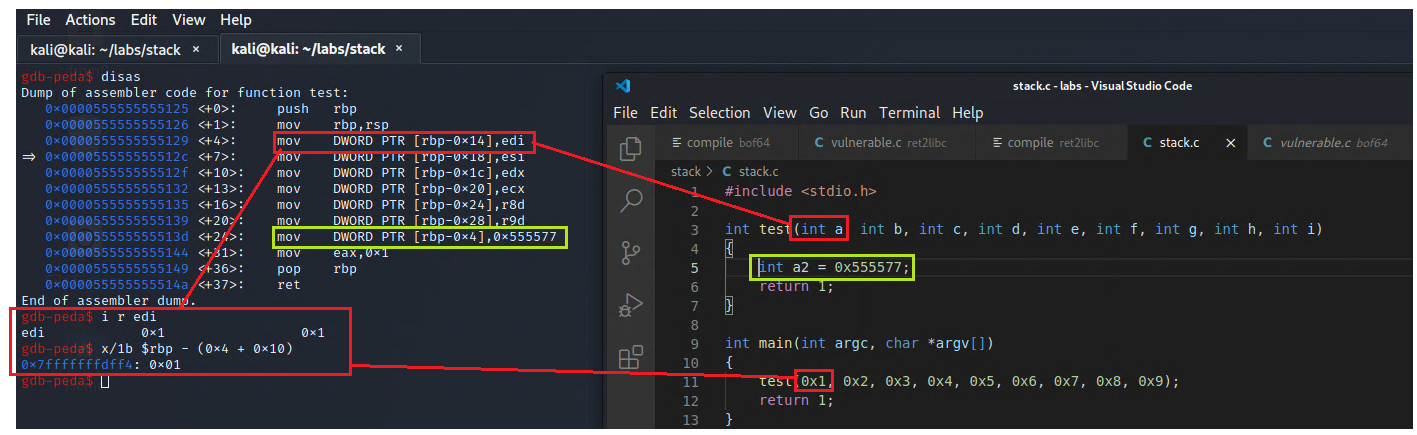 File Actions Edit View Help
kali@kali: ~/labs/stack × kali@kali: ~/labs/stack ×
gdb-peda$ disas
Dump of assembler code for function test:
0×0000555555555125 <+0>: push rbp
0×0000555555555126 <+1>: mov rbp,rsp
0×0000555555555129 <+4>: mov DWORD PTR [rbp-0×14],edi
⇒ 0×000055555555512c <+7>: mov DWORD PTR [rbp-0×18],esi
0×000055555555512f <+10>: mov DWORD PTR [rbp-0×1c],edx
0×0000555555555132 <+13>: mov DWORD PTR [rbp-0×20],ecx
0×0000555555555135 <+16>: mov DWORD PTR [rbp-0×24],r8d
0×0000555555555139 <+20>: mov DWORD PTR [rbp-0×28],r9d
0×000055555555513d <+24>: mov DWORD PTR [rbp-0×4],0×555577
0×0000555555555144 <+31>: mov eax,0×1
0×0000555555555149 <+36>: pop rbp
0×000055555555514a <+37>: ret
End of assembler dump.
gdb-peda$ i r edi
edi 0×1 0×1
gdb-peda$ x/1b $rbp - (0×4 + 0×10)
0×7fffffffdff4: 0×01
gdb-peda$
stack.c - labs - Visual Studio Code
File Edit Selection View Go Run Terminal Help
compile bof64 C vulnerable.c ret2libc compile ret2libc C stack.c × C vulnerable.c bof64
stack > C stack.c
1 #include <stdio.h>
2
3 int test(int a int b, int c, int d, int e, int f, int g, int h, int i)
4 {
5 int a2 = 0x555577;
6 return 1;
7 }
8
9 int main(int argc, char *argv[])
10 {
11 test(0x1, 0x2, 0x3, 0x4, 0x5, 0x6, 0x7, 0x8, 0x9);
12 return 1;
13 }